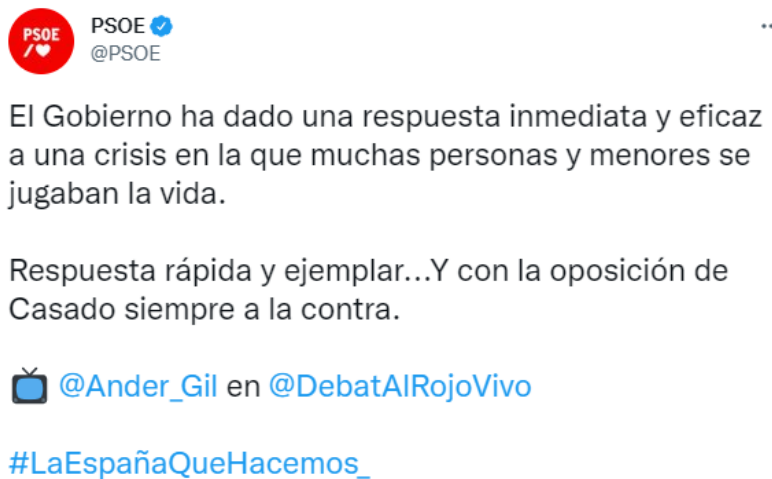 PSOE
PSOE
@PSOE
El Gobierno ha dado una respuesta inmediata y eficaz
a una crisis en la que muchas personas y menores se
jugaban la vida.
Respuesta rápida y ejemplar...Y con la oposición de
Casado siempre a la contra.
@Ander_Gil en @DebatAlRojoVivo
#LaEspañaQueHacemos_